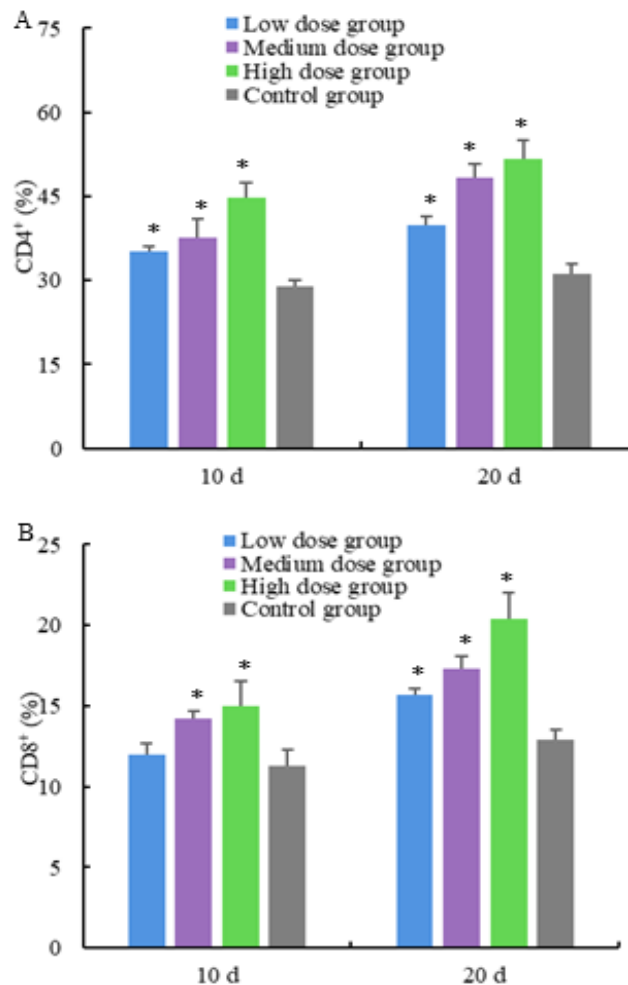 A
75
Low dose group
Medium dose group
High dose group
Control group
60
45
30
15
0
CD4⁺ (%)
* * *
* * *
10 d
20 d
B
25
Low dose group
Medium dose group
High dose group
Control group
20
15
10
5
0
CD8⁺ (%)
* *
* * *
10 d
20 d